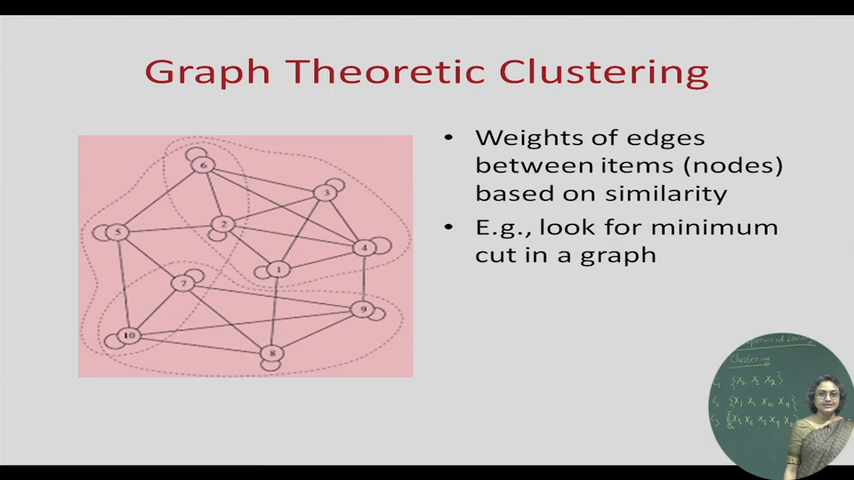 Graph Theoretic Clustering
• Weights of edges
between items (nodes)
based on similarity
• E.g., look for minimum
cut in a graph
6
3
2
5
4
1
7
9
10
8
Clustering